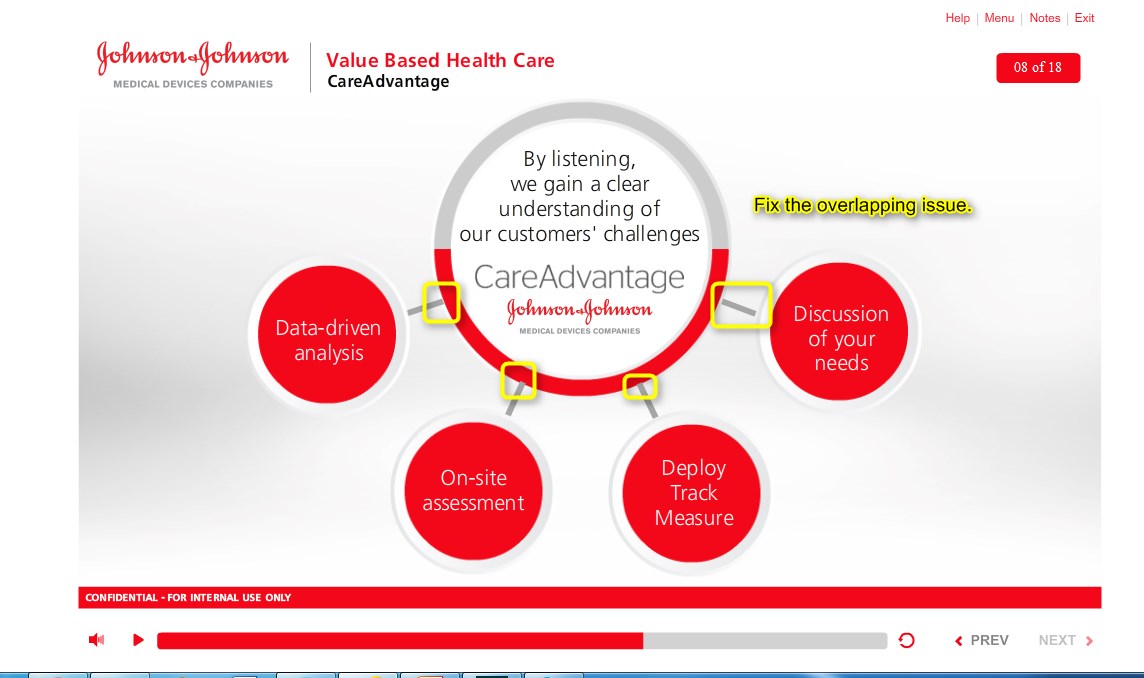 Help | Menu | Notes | Exit
Johnson & Johnson
MEDICAL DEVICES COMPANIES
Value Based Health Care
CareAdvantage
08 of 18
By listening,
we gain a clear
understanding of
our customers' challenges
CareAdvantage
Johnson & Johnson
MEDICAL DEVICES COMPANIES
Fix the overlapping issue.
Data-driven
analysis
Discussion
of your
needs
On-site
assessment
Deploy
Track
Measure
CONFIDENTIAL - FOR INTERNAL USE ONLY
PREV
NEXT